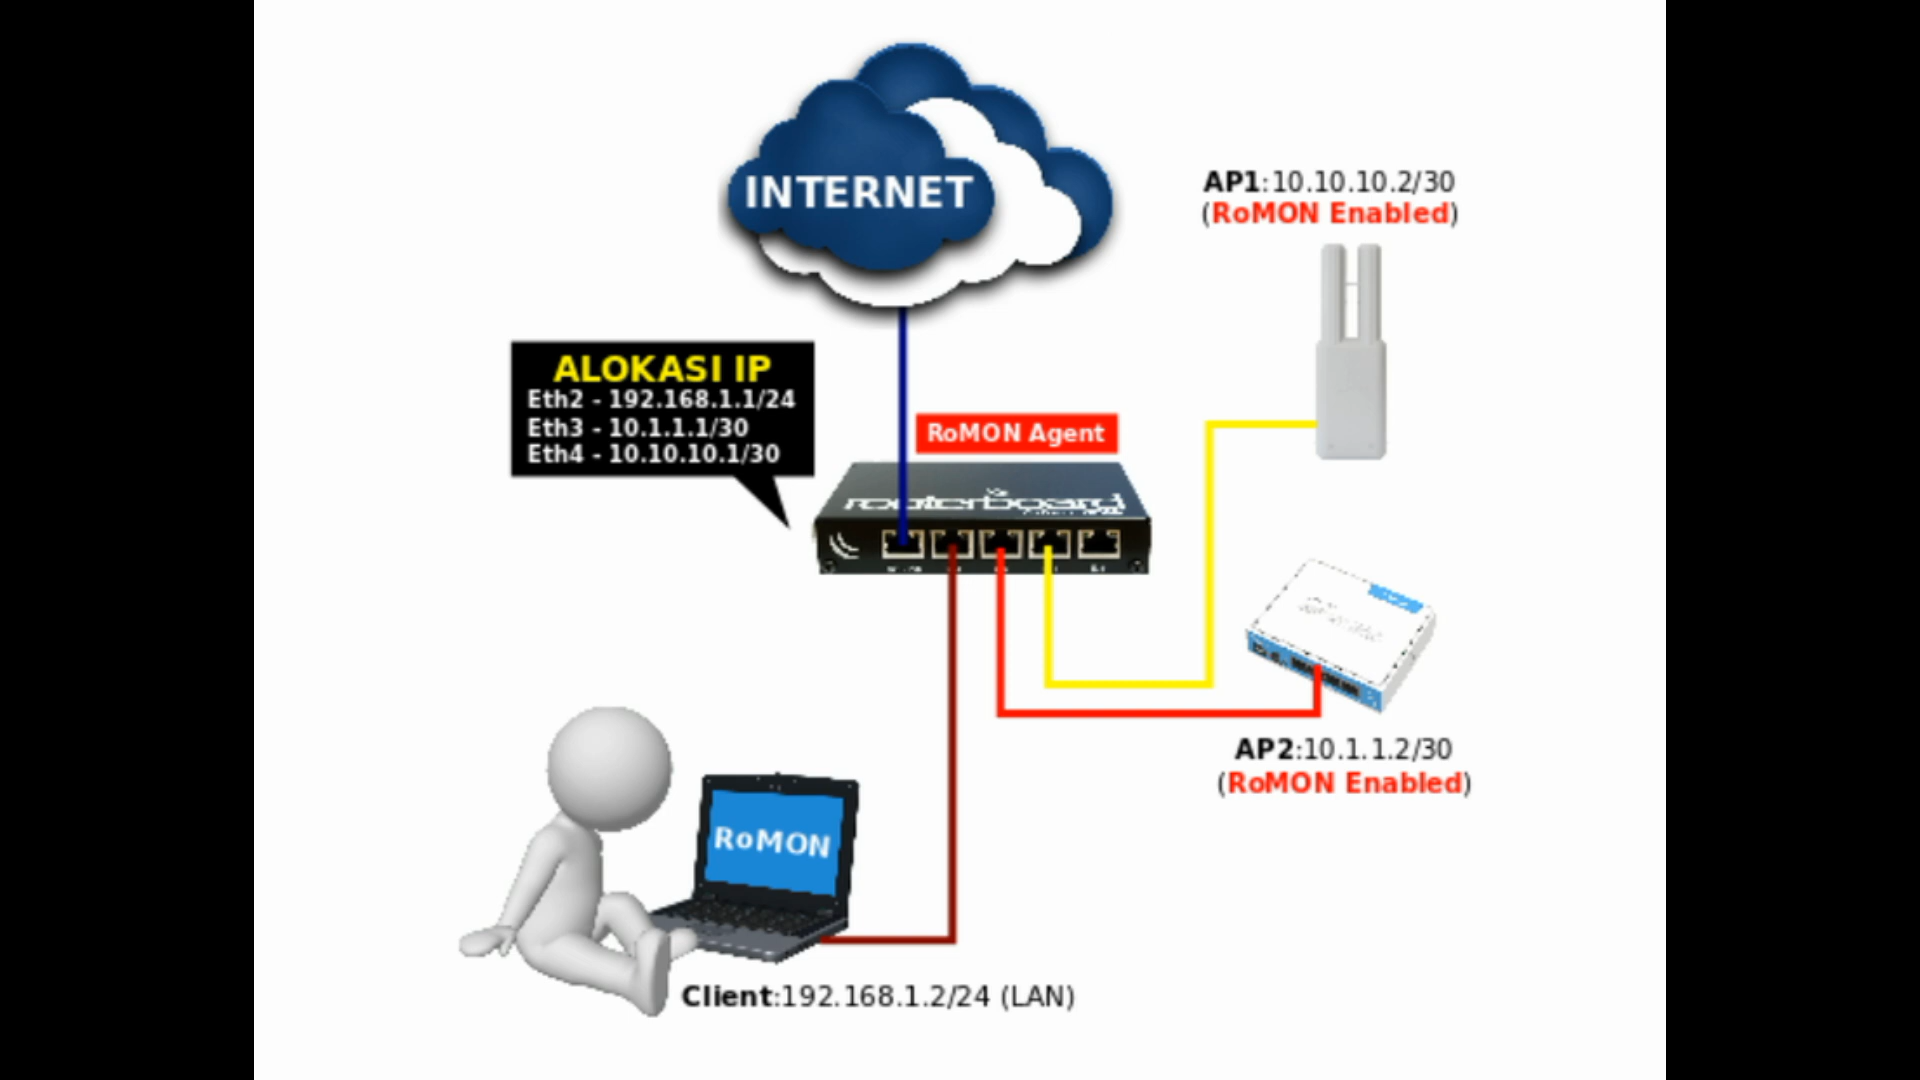 INTERNET
AP1:10.10.10.2/30
(RoMON Enabled)
ALOKASI IP
Eth2 - 192.168.1.1/24
Eth3 - 10.1.1.1/30
Eth4 - 10.10.10.1/30
RoMON Agent
routerboard
AP2:10.1.1.2/30
(RoMON Enabled)
RoMON
Client:192.168.1.2/24 (LAN)